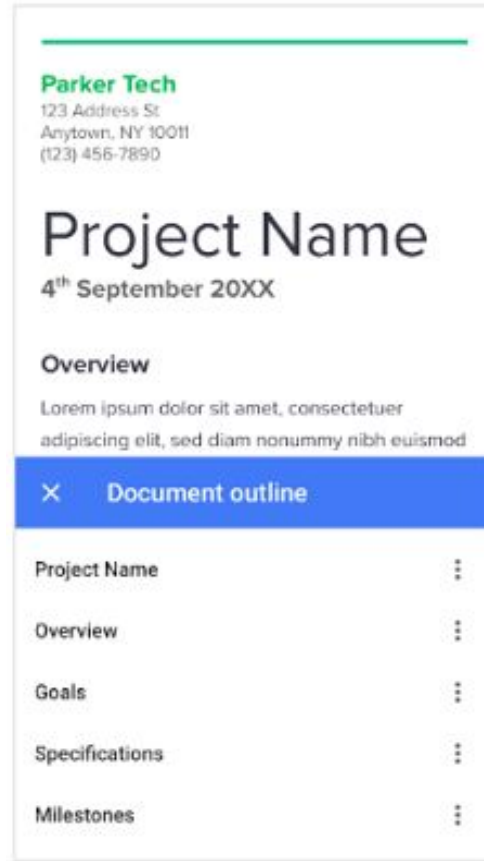 Parker Tech
123 Address St
Anytown, NY 10011
(123) 456-7890
Project Name
4th September 20XX
Overview
Lorem ipsum dolor sit amet, consectetuer
adipiscing elit, sed diam nonummy nibh euismod
× Document outline
Project Name
Overview
Goals
Specifications
Milestones